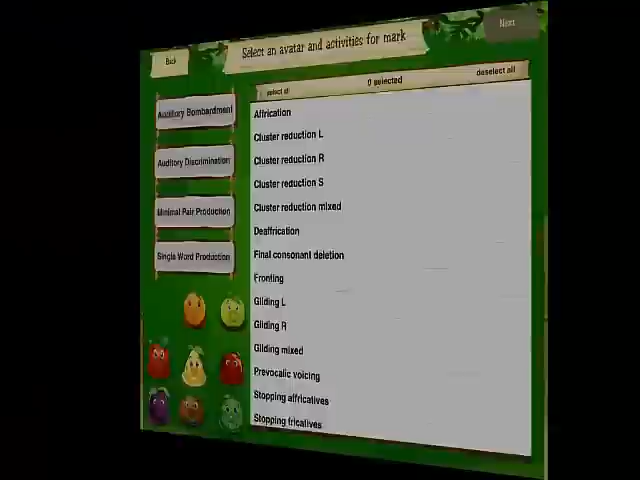 Back
Select an avatar and activities for mark
Next
select all
0 selected
deselect all
Auditory Bombardment
Auditory Discrimination
Minimal Pair Production
Single Word Production
Affrication
Cluster reduction L
Cluster reduction R
Cluster reduction S
Cluster reduction mixed
Deaffrication
Final consonant deletion
Fronting
Gliding L
Gliding R
Gliding mixed
Prevocalic voicing
Stopping affricatives
Stopping fricatives